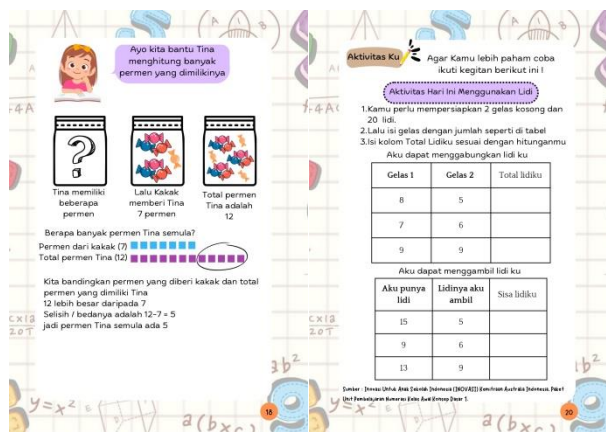 Ayo kita bantu Tina
menghitung banyak
permen yang dimilikinya
?
Tina memiliki
beberapa
permen
Lalu Kakak
memberi Tina
7 permen
Total permen
Tina adalah
12
Berapa banyak permen Tina semula?
Permen dari kakak (7)
Total permen Tina (12)
Kita bandingkan permen yang diberi kakak dan total
permen yang dimiliki Tina
12 lebih besar daripada 7
Selisih / bedanya adalah 12-7 = 5
jadi permen Tina semula ada 5
18
Aktivitas Ku
Agar Kamu lebih paham coba
ikuti kegitan berikut ini !
Aktivitas Hari Ini Menggunakan Lidi
1.Kamu perlu mempersiapkan 2 gelas kosong dan
20 lidi.
2.Lalu isi gelas dengan jumlah seperti di tabel
3.Isi kolom Total Lidiku sesuai dengan hitunganmu
Aku dapat menggabungkan lidi ku
Gelas 1 Gelas 2 Total lidiku
8 5
7 6
9 9
Aku dapat menggambil lidi ku
Aku punya lidi Lidinya aku ambil Sisa lidiku
15 5
9 6
13 9
Sumber : Inovasi Untuk Anak Sekolah Indonesia (INOVASI) Kemitraan Australia Indonesia. Paket
Unit Pembelajaran Numerasi Kelas Awal Konsep Dasar 1.
20